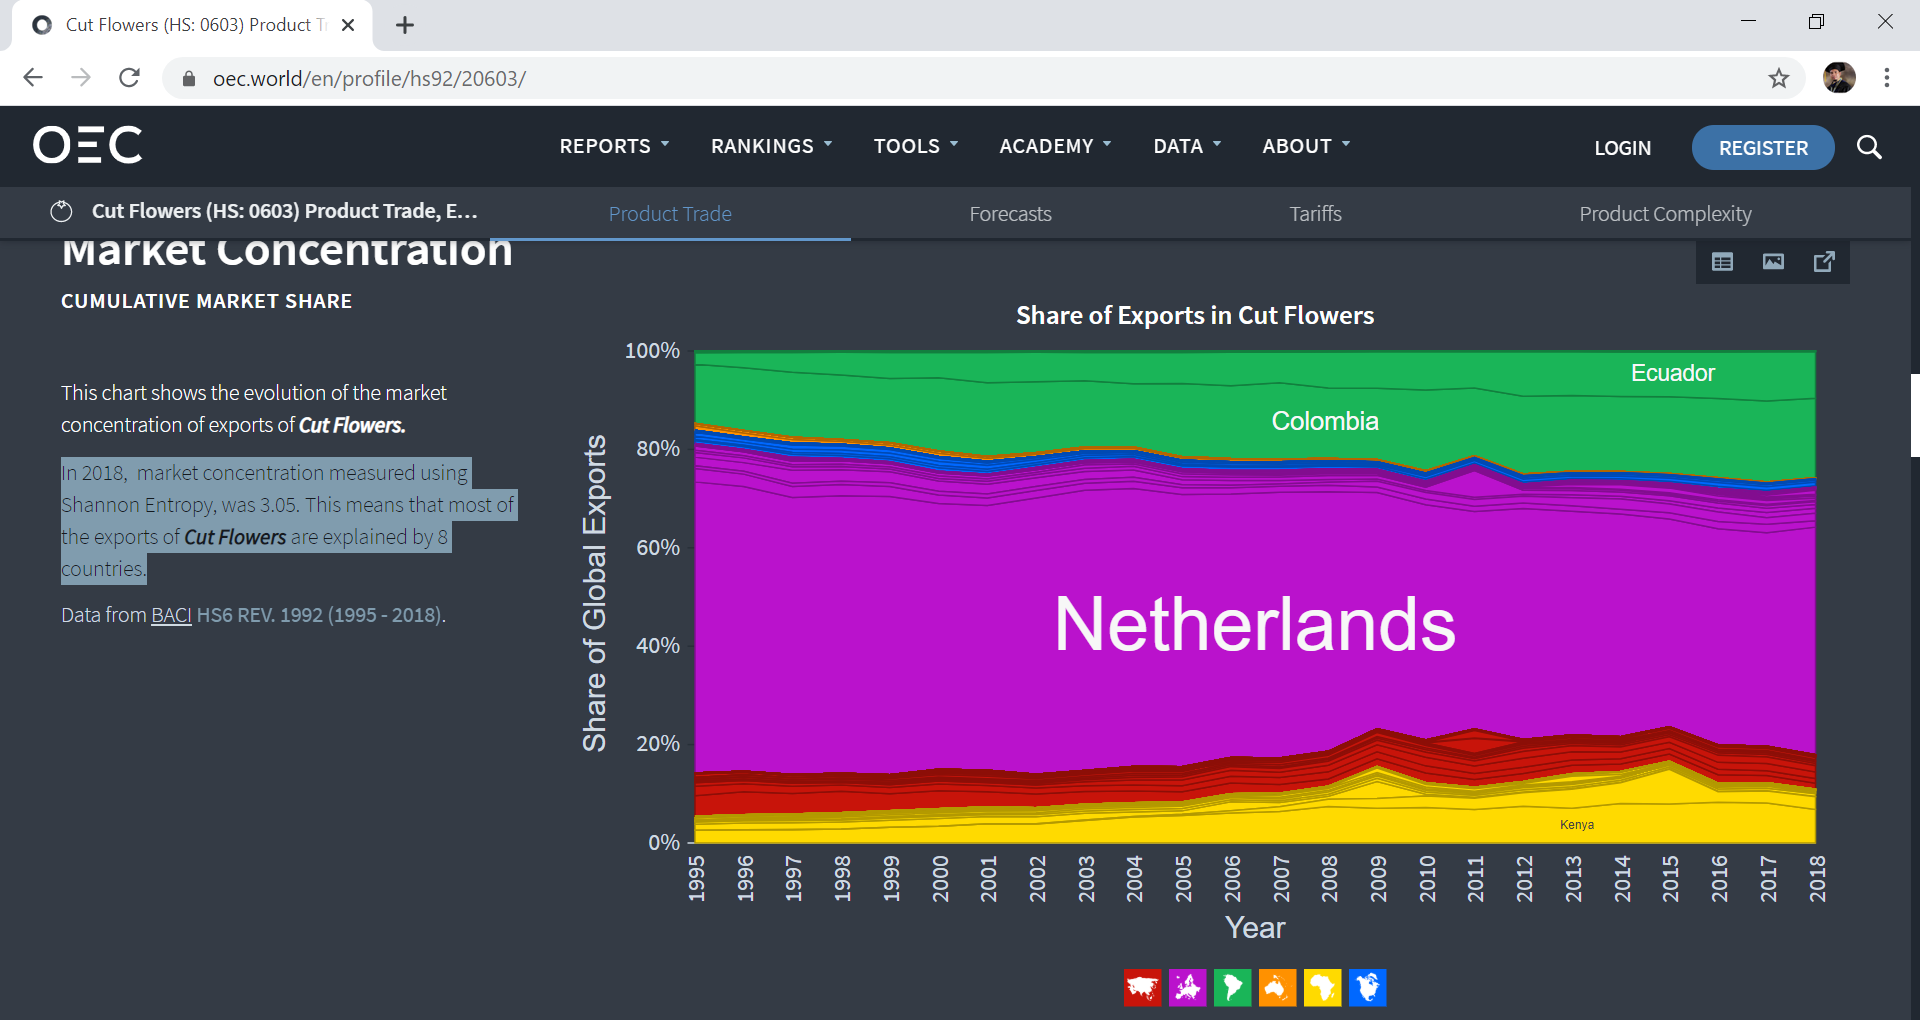 Cut Flowers (HS: 0603) Product T
oec.world/en/profile/hs92/20603/
OEC
REPORTS
RANKINGS
TOOLS
ACADEMY
DATA
ABOUT
LOGIN
REGISTER
Cut Flowers (HS: 0603) Product Trade, E...
Product Trade
Forecasts
Tariffs
Product Complexity
Market Concentration
CUMULATIVE MARKET SHARE
This chart shows the evolution of the market
concentration of exports of Cut Flowers.
In 2018, market concentration measured using
Shannon Entropy, was 3.05. This means that most of
the exports of Cut Flowers are explained by 8
countries.
Data from BACI HS6 REV. 1992 (1995 - 2018).
Share of Exports in Cut Flowers
Share of Global Exports
100%
80%
60%
40%
20%
0%
Ecuador
Colombia
Netherlands
Kenya
1995
1996
1997
1998
1999
2000
2001
2002
2003
2004
2005
2006
2007
2008
2009
2010
2011
2012
2013
2014
2015
2016
2017
2018
Year